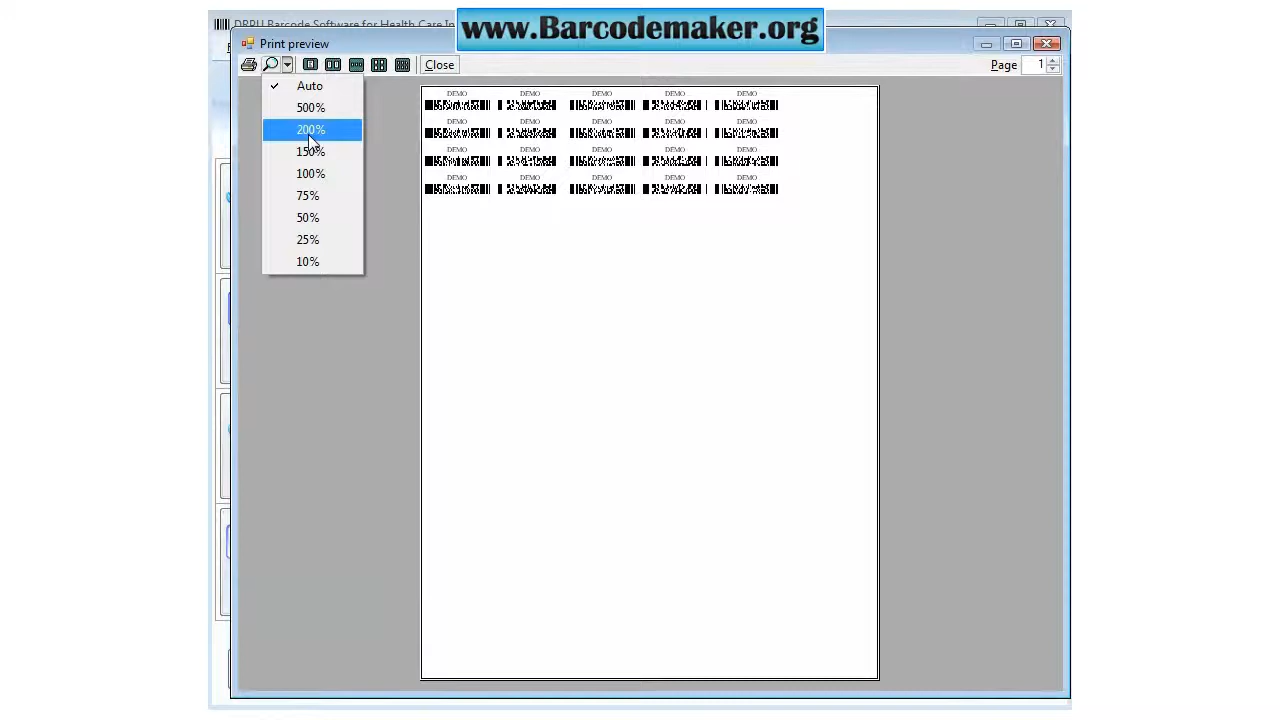 DRPU Barcode Software for Health Care In
www.Barcodemaker.org
Print preview
Close
Page 1
Auto
500%
200%
150%
100%
75%
50%
25%
10%
DEMO DEMO DEMO DEMO DEMO
DEMO DEMO DEMO DEMO DEMO
DEMO DEMO DEMO DEMO DEMO
DEMO DEMO DEMO DEMO DEMO